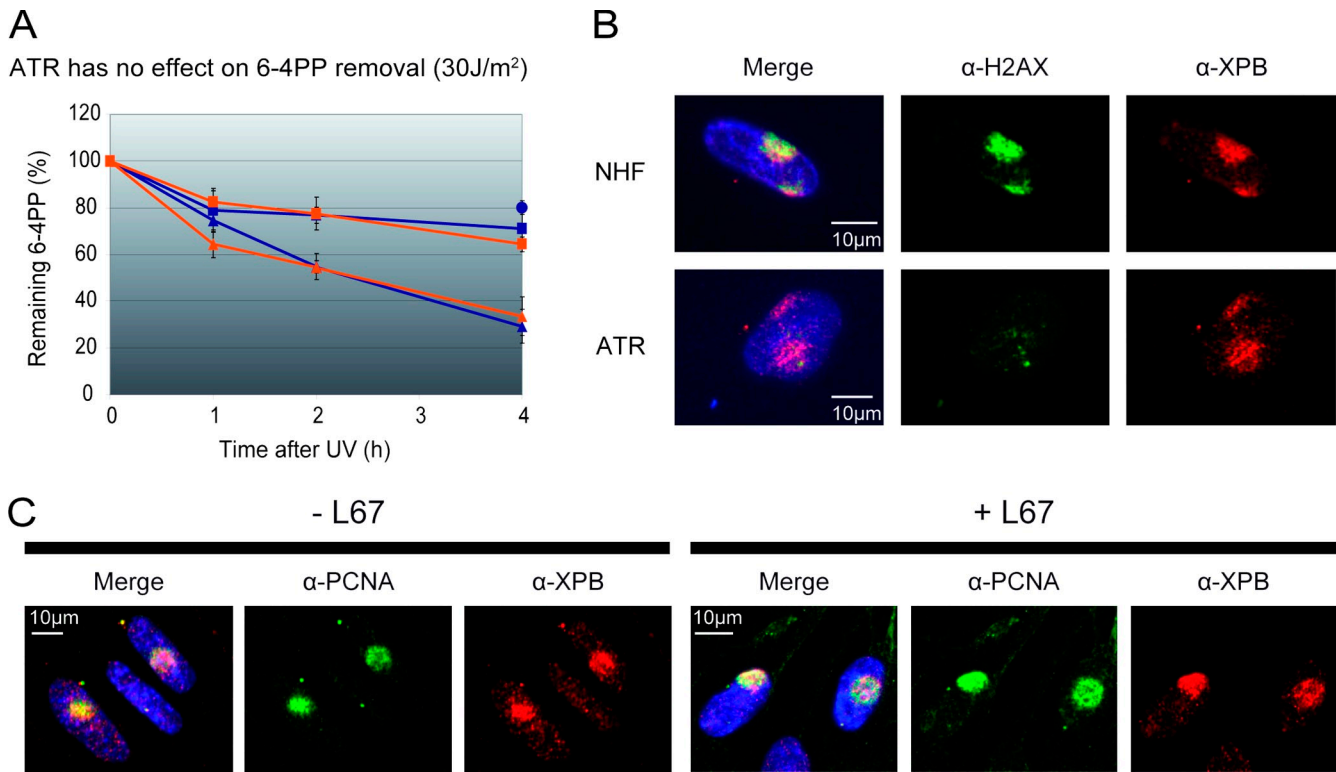 A
ATR has no effect on 6-4PP removal (30J/m²)
120
100
80
60
40
20
0
Remaining 6-4PP (%)
0 1 2 3 4
Time after UV (h)
B
Merge α-H2AX α-XPB
NHF
10µm
ATR
10µm
C
- L67 + L67
Merge α-PCNA α-XPB Merge α-PCNA α-XPB
10µm 10µm